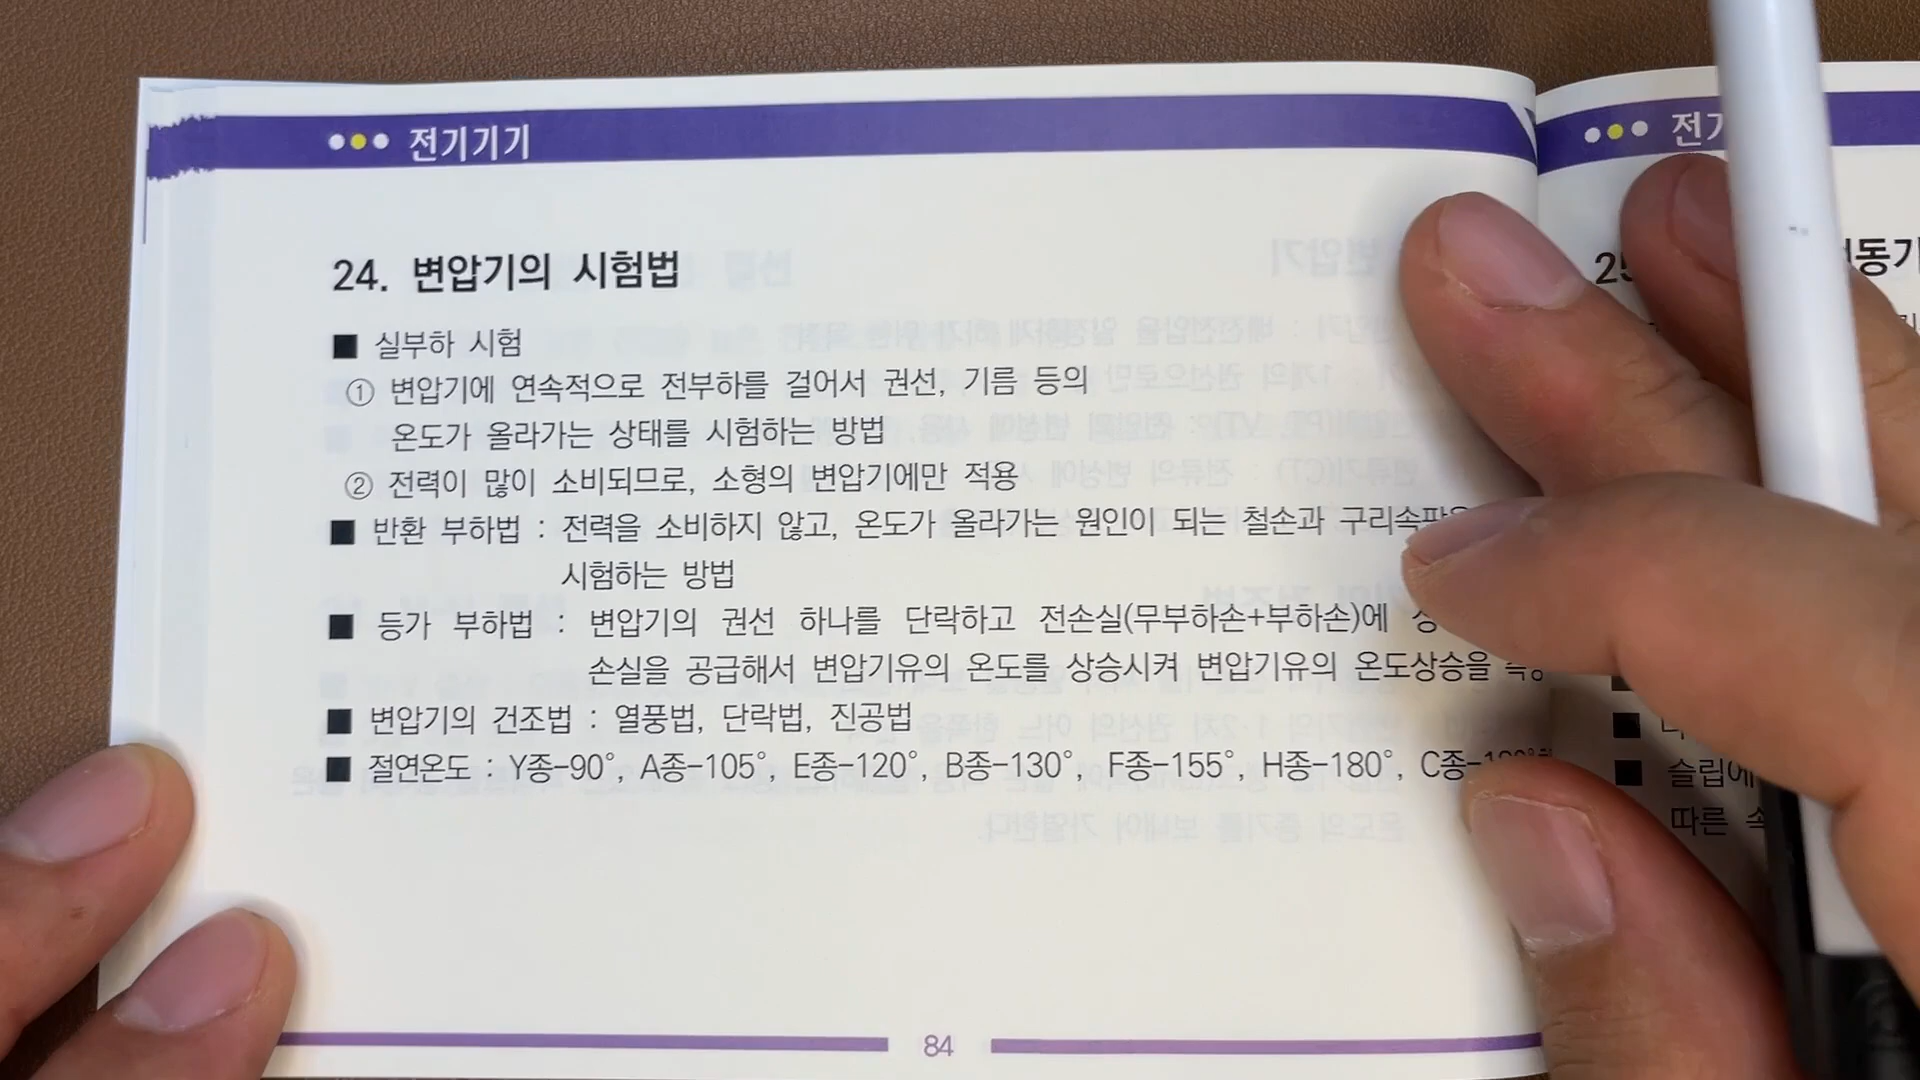 전기기기
24. 변압기의 시험법
■ 실부하 시험
① 변압기에 연속적으로 전부하를 걸어서 권선, 기름 등의
온도가 올라가는 상태를 시험하는 방법
② 전력이 많이 소비되므로, 소형의 변압기에만 적용
■ 반환 부하법 : 전력을 소비하지 않고, 온도가 올라가는 원인이 되는 철손과
시험하는 방법
■ 등가 부하법 : 변압기의 권선 하나를 단락하고 전손실(무부하손+부하손)에
손실을 공급해서 변압기유의 온도를 상승시켜 변압기유의 온도상승을
■ 변압기의 건조법 : 열풍법, 단락법, 진공법
■ 절연온도 : Y종-90°, A종-105°, E종-120°, B종-130°, F종-155°, H종-180°, C종-
84
슬립에
따른